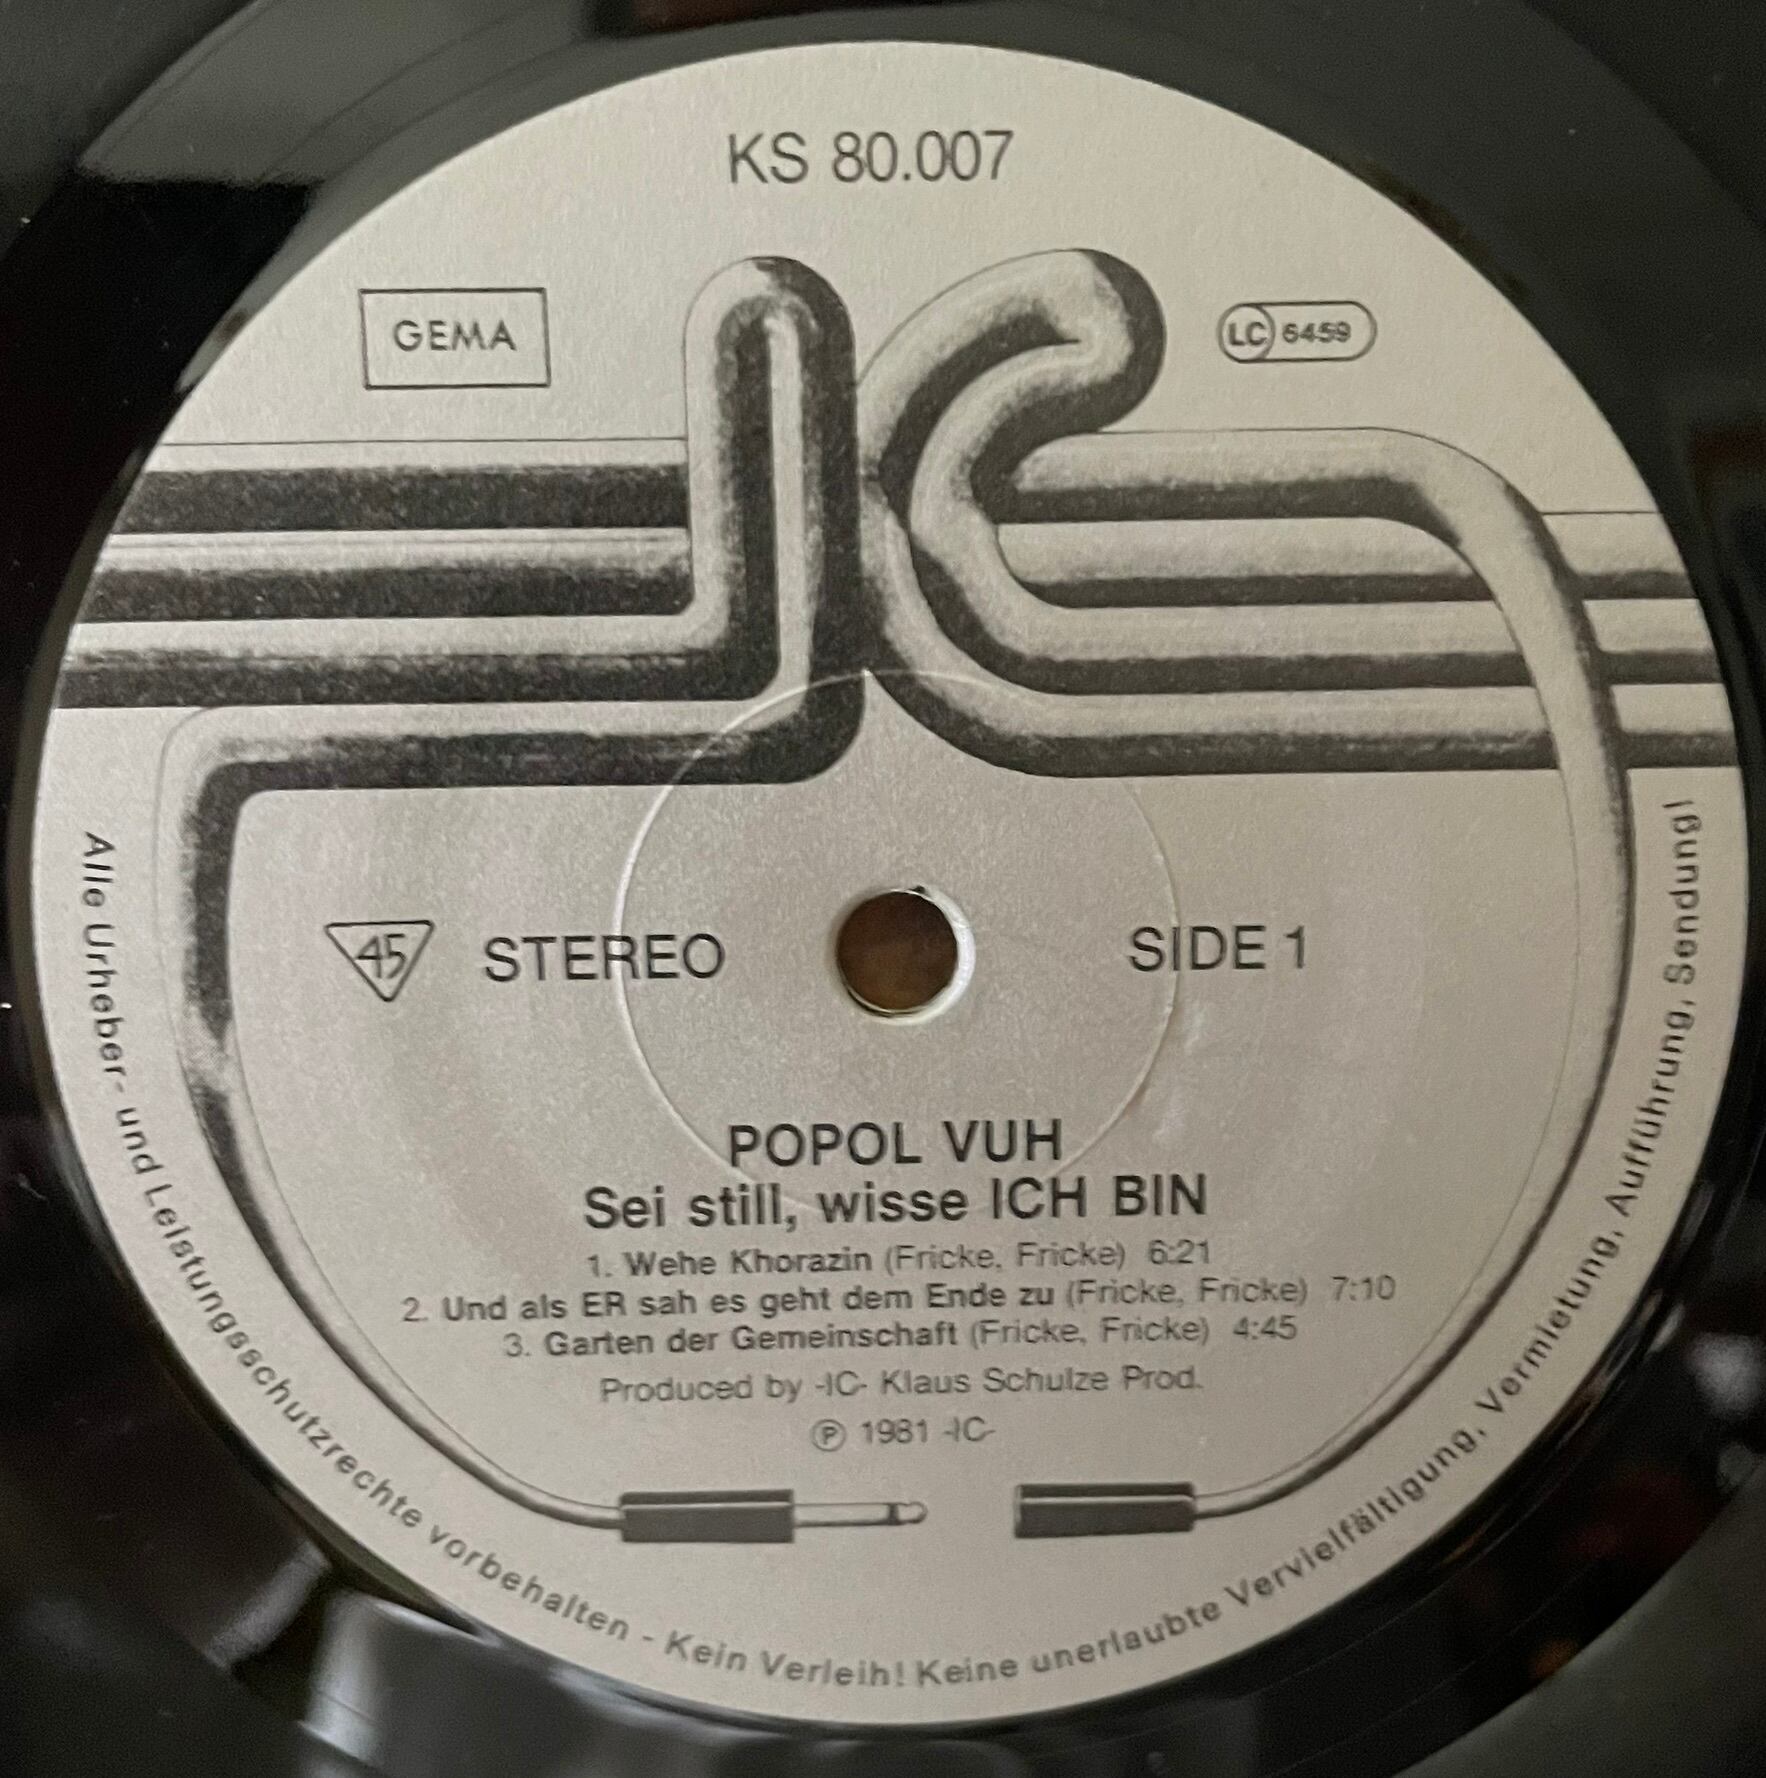 KS 80.007
GEMA
LC 6459
IC
45 STEREO
SIDE 1
POPOL VUH
Sei still, wisse ICH BIN
1. Wehe Khorazin (Fricke, Fricke) 6:21
2. Und als ER sah es geht dem Ende zu (Fricke, Fricke) 7:10
3. Garten der Gemeinschaft (Fricke, Fricke) 4:45
Produced by -IC- Klaus Schulze Prod.
Ⓟ 1981 -IC-
Alle Urheber- und Leistungsschutzrechte vorbehalten - Kein Verleih! Keine unerlaubte Vervielfältigung, Vermietung, Aufführung, Sendung!